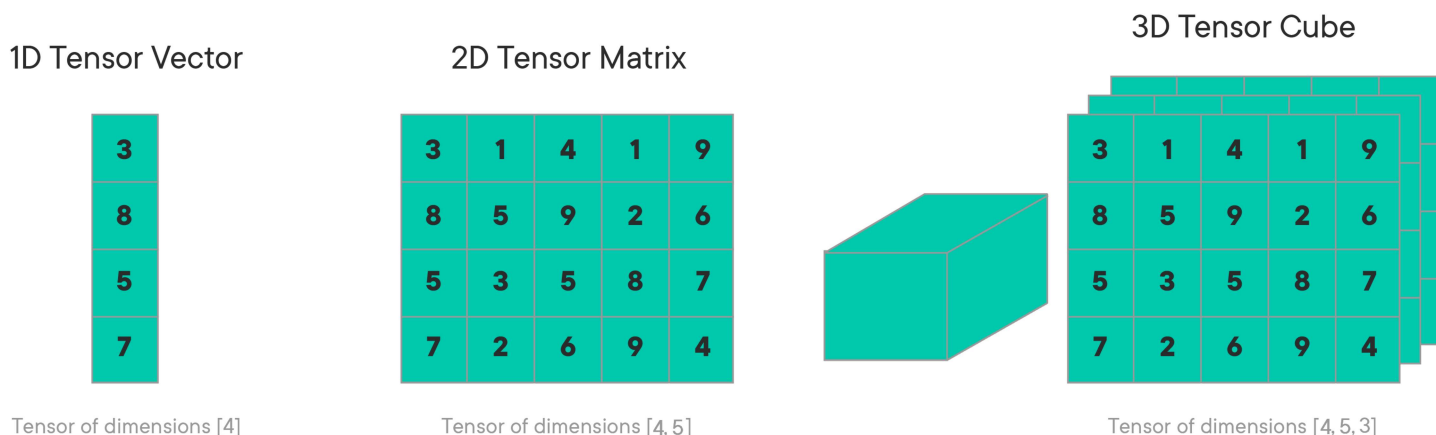 1D Tensor Vector
3
8
5
7
Tensor of dimensions [4]
2D Tensor Matrix
3 1 4 1 9
8 5 9 2 6
5 3 5 8 7
7 2 6 9 4
Tensor of dimensions [4, 5]
3D Tensor Cube
3 1 4 1 9
8 5 9 2 6
5 3 5 8 7
7 2 6 9 4
Tensor of dimensions [4, 5, 3]